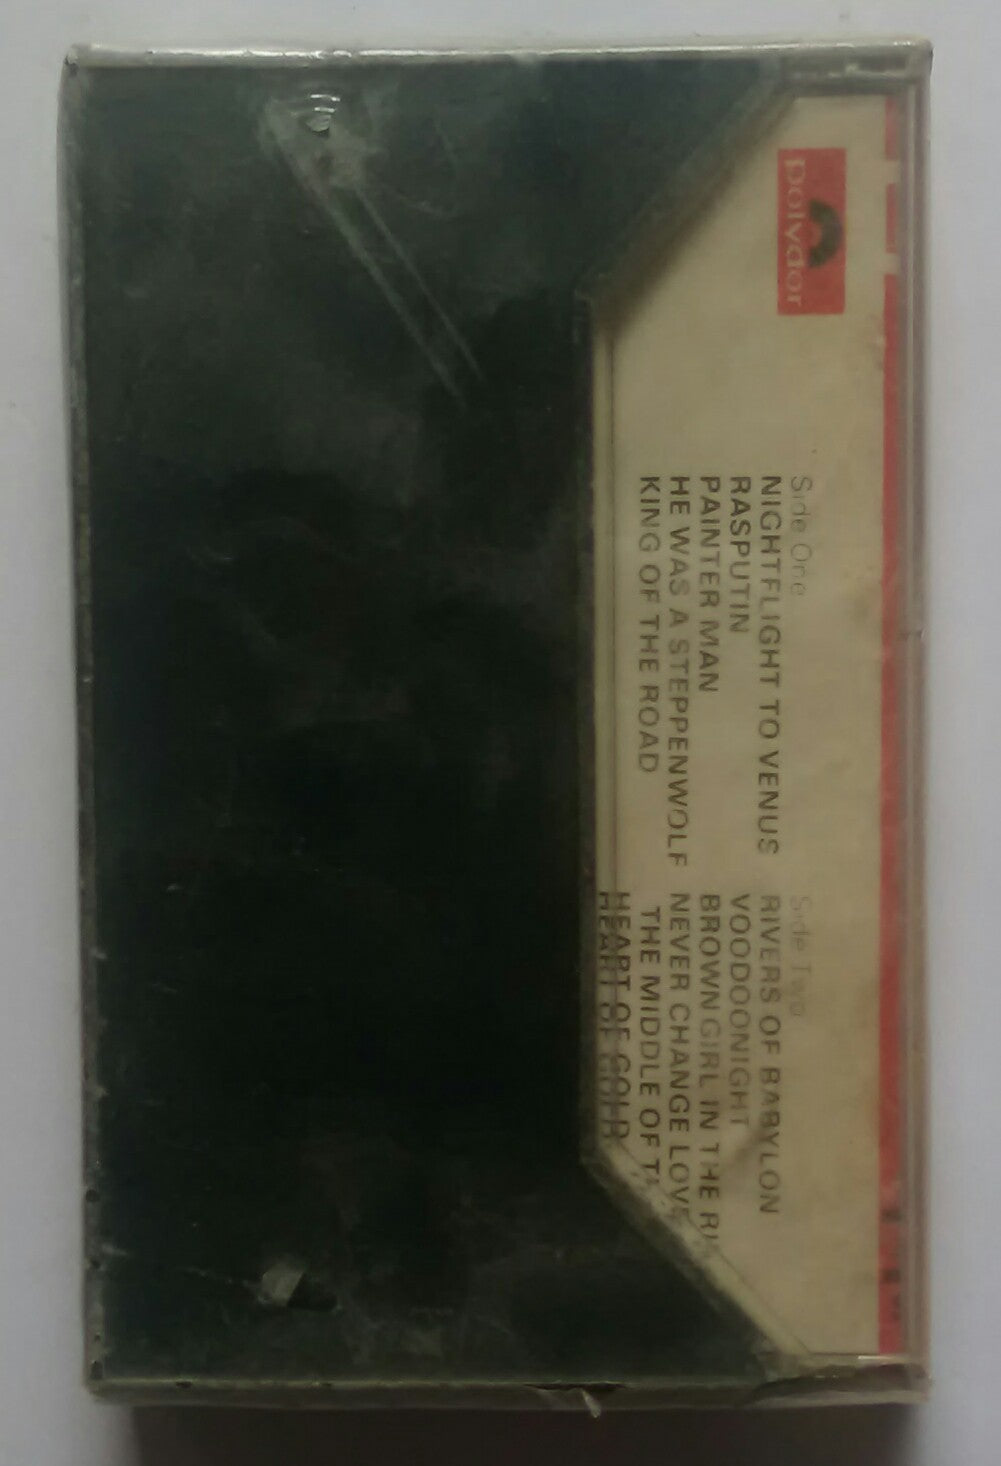 polydor
Side One
NIGHTFLIGHT TO VENUS
RASPUTIN
PAINTER MAN
HE WAS A STEPPENWOLF
KING OF THE ROAD
Side Two
RIVERS OF BABYLON
VOODOONIGHT
BROWN GIRL IN THE
NEVER CHANGE LOVE
THE MIDDLE OF
HEART OF GOLD